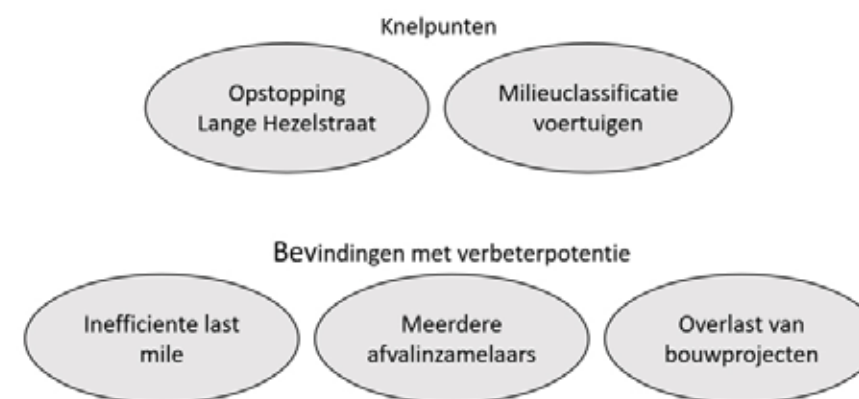 Knelpunten
Opstopping
Lange Hezelstraat
Milieuclassificatie
voertuigen
Bevindingen met verbeterpotentie
Inefficiente last
mile
Meerdere
afvalinzamelaars
Overlast van
bouwprojecten